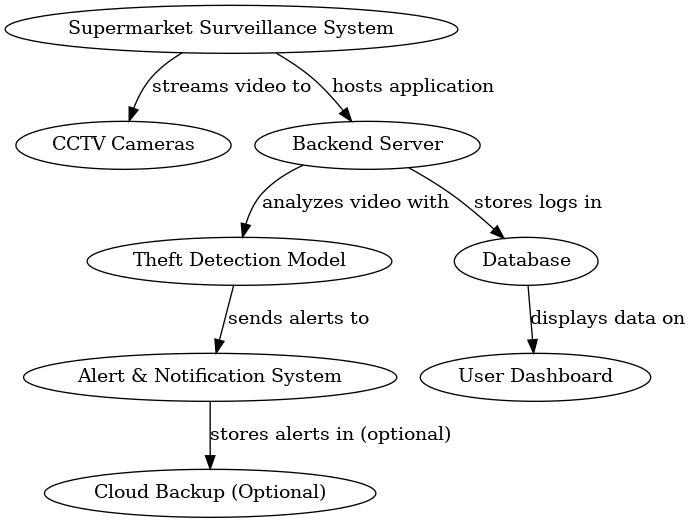 Supermarket Surveillance System
streams video to
hosts application
CCTV Cameras
Backend Server
analyzes video with
stores logs in
Theft Detection Model
Database
sends alerts to
displays data on
Alert & Notification System
User Dashboard
stores alerts in (optional)
Cloud Backup (Optional)